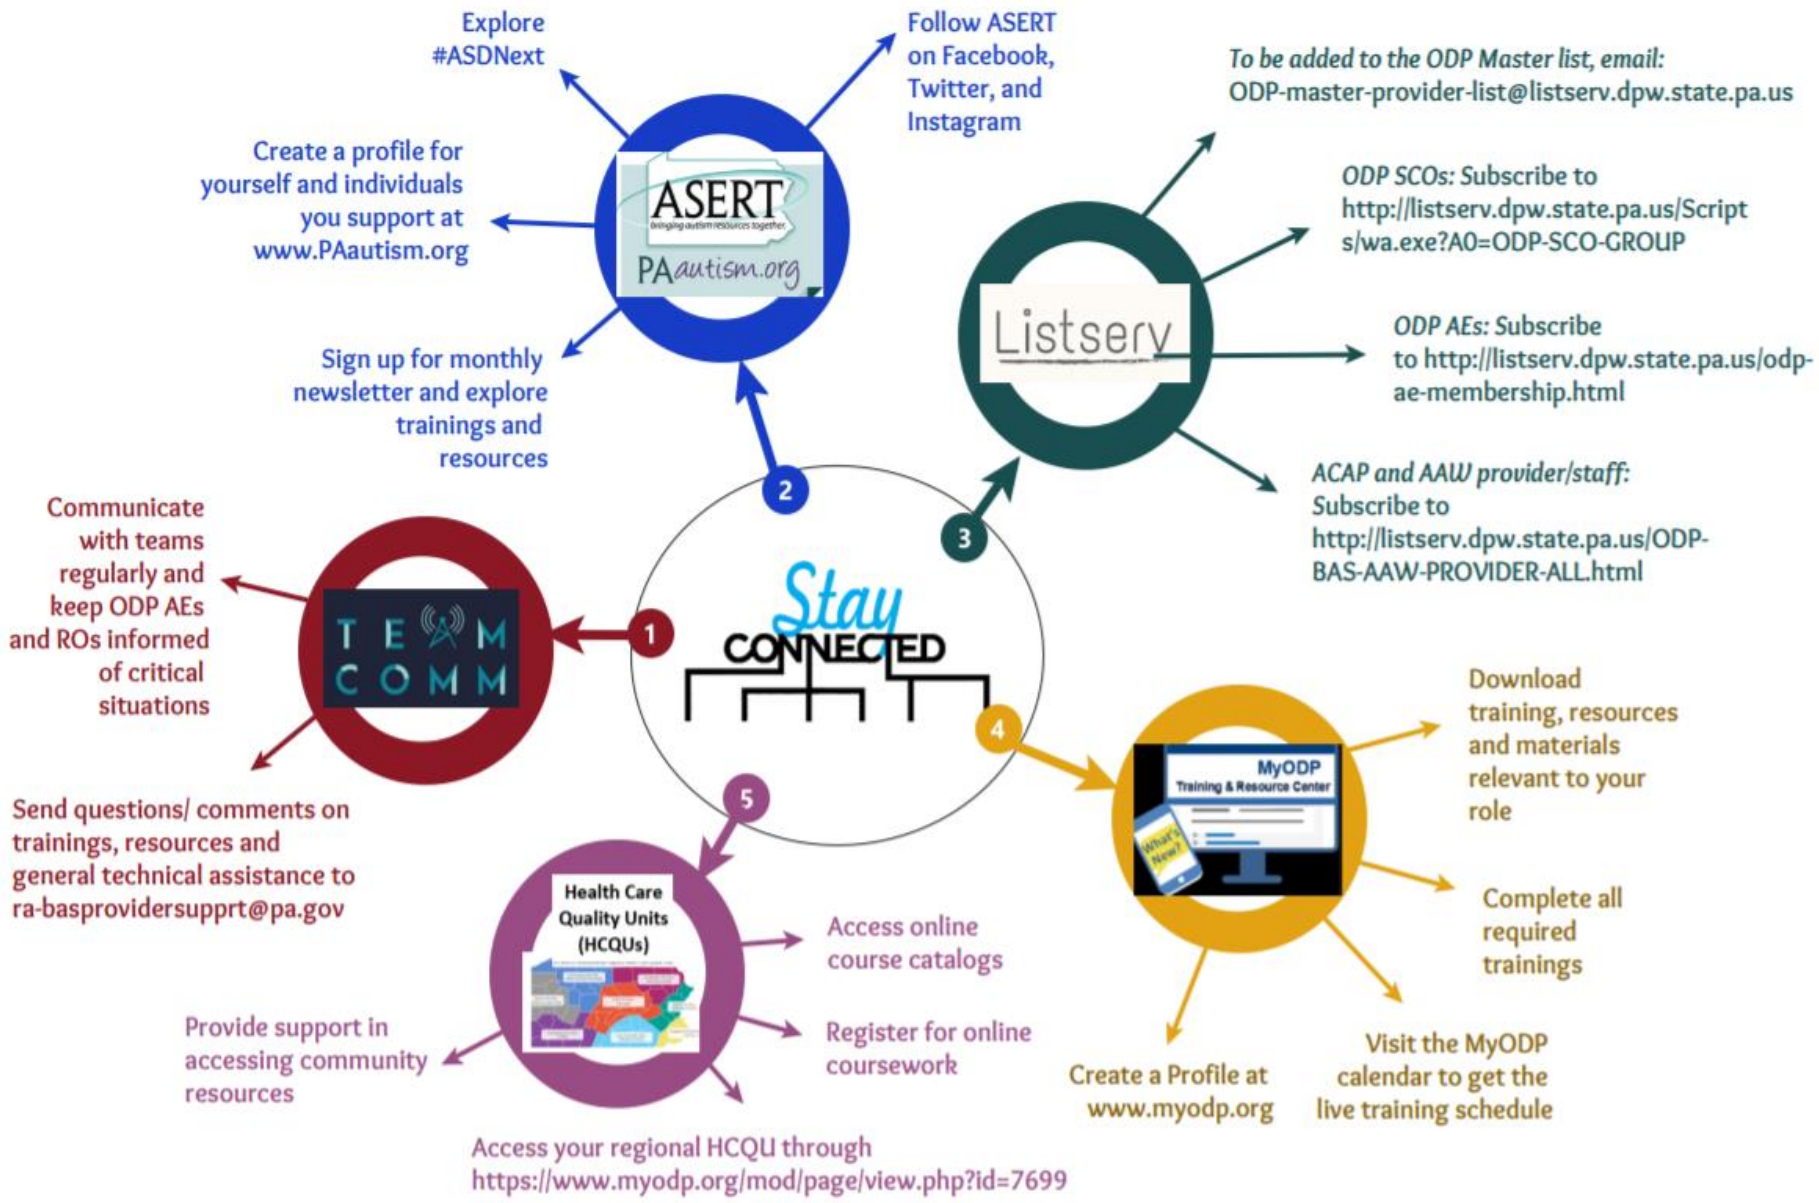 Explore
#ASDNext
Follow ASERT
on Facebook,
Twitter, and
Instagram
Create a profile for
yourself and individuals
you support at
www.PAautism.org
ASERT
bringing autism resources together
PAautism.org
Sign up for monthly
newsletter and explore
trainings and
resources
To be added to the ODP Master list, email:
ODP-master-provider-list@listserv.dpw.state.pa.us
ODP SCOs: Subscribe to
http://listserv.dpw.state.pa.us/Script
s/wa.exe?A0=ODP-SCO-GROUP
Listserv
ODP AEs: Subscribe
to http://listserv.dpw.state.pa.us/odp-
ae-membership.html
ACAP and AAW provider/staff:
Subscribe to
http://listserv.dpw.state.pa.us/ODP-
BAS-AAW-PROVIDER-ALL.html
2
3
1
4
5
Stay
CONNECTED
Communicate
with teams
regularly and
keep ODP AEs
and ROs informed
of critical
situations
TEAM
COMM
Send questions/ comments on
trainings, resources and
general technical assistance to
ra-basprovidersupprt@pa.gov
MyODP
Training & Resource Center
What's
New?
Download
training, resources
and materials
relevant to your
role
Complete all
required
trainings
Visit the MyODP
calendar to get the
live training schedule
Create a Profile at
www.myodp.org
Health Care
Quality Units
(HCQUs)
Access online
course catalogs
Register for online
coursework
Provide support in
accessing community
resources
Access your regional HCQU through
https://www.myodp.org/mod/page/view.php?id=7699